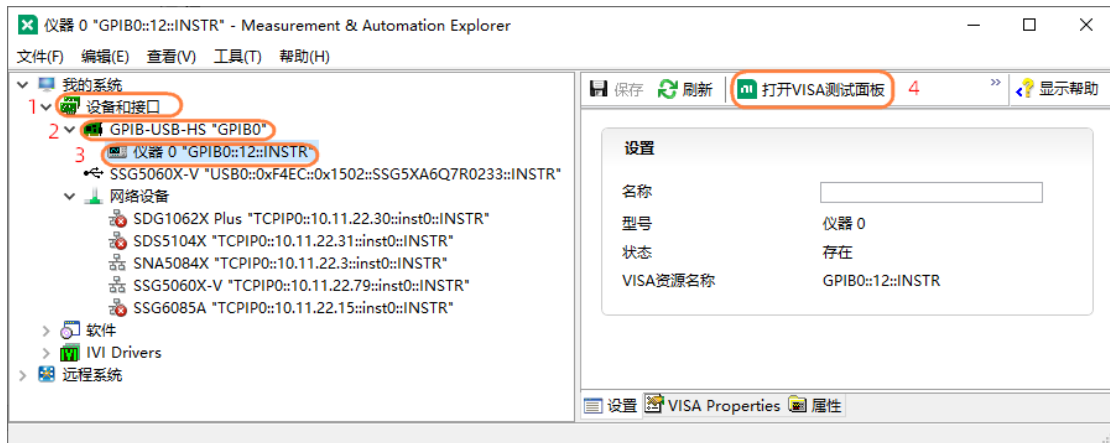 仪器 0 "GPIB0::12::INSTR" - Measurement & Automation Explorer
文件(F) 编辑(E) 查看(V) 工具(T) 帮助(H)
我的系统
1 设备和接口
2 GPIB-USB-HS "GPIB0"
3 仪器 0 "GPIB0::12::INSTR"
SSG5060X-V "USB0::0xF4EC::0x1502::SSG5XA6Q7R0233::INSTR"
网络设备
SDG1062X Plus "TCPIP0::10.11.22.30::inst0::INSTR"
SDS5104X "TCPIP0::10.11.22.31::inst0::INSTR"
SNA5084X "TCPIP0::10.11.22.3::inst0::INSTR"
SSG5060X-V "TCPIP0::10.11.22.79::inst0::INSTR"
SSG6085A "TCPIP0::10.11.22.15::inst0::INSTR"
软件
IVI Drivers
远程系统
保存 刷新 打开VISA测试面板 4 » 显示帮助
设置
名称
型号 仪器 0
状态 存在
VISA资源名称 GPIB0::12::INSTR
设置 VISA Properties 属性